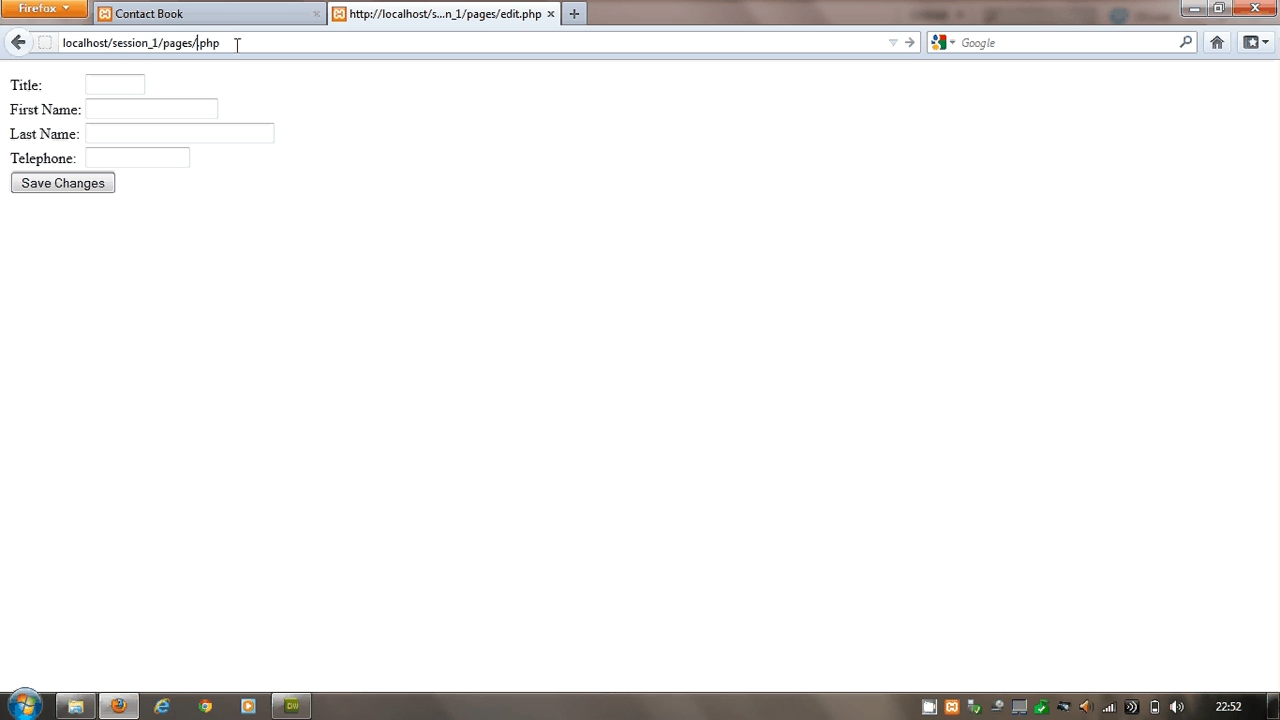 Firefox
Contact Book
http://localhost/s...n_1/pages/edit.php
localhost/session_1/pages/.php
Google
Title:
First Name:
Last Name:
Telephone:
Save Changes
DW
22:52